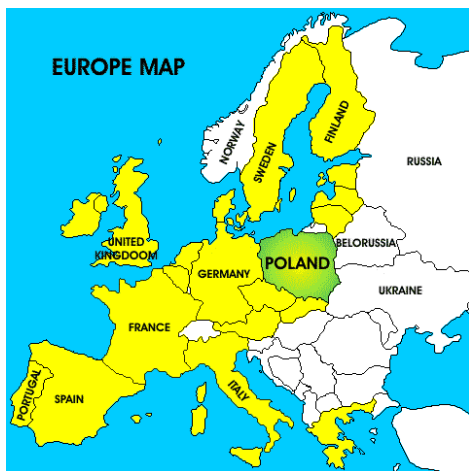 EUROPE MAP
FINLAND
NORWAY
SWEDEN
RUSSIA
UNITED
KINGDOOM
BELORUSSIA
POLAND
GERMANY
UKRAINE
FRANCE
ITALY
PORTUGAL
SPAIN